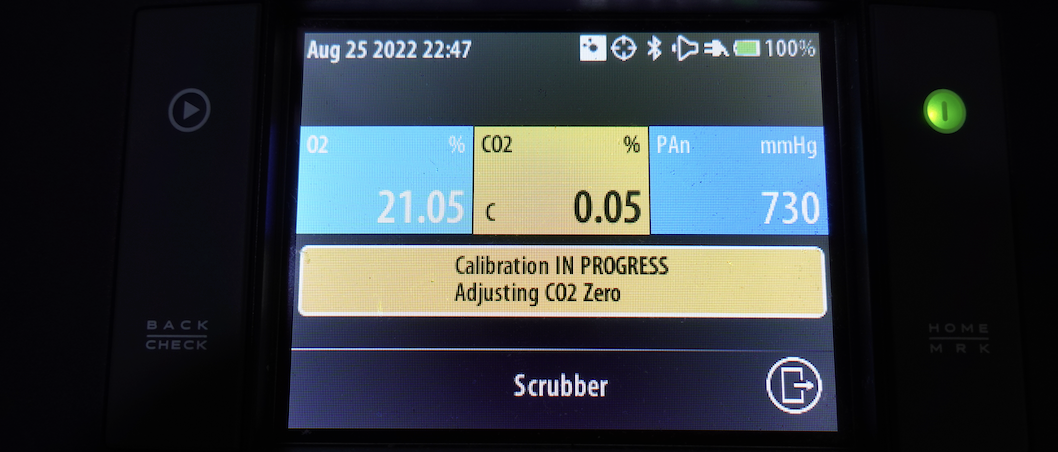 Aug 25 2022 22:47 100%
O2 % CO2 % PAn mmHg
21.05 C 0.05 730
Calibration IN PROGRESS
Adjusting CO2 Zero
BACK
CHECK
HOME
MRK
Scrubber